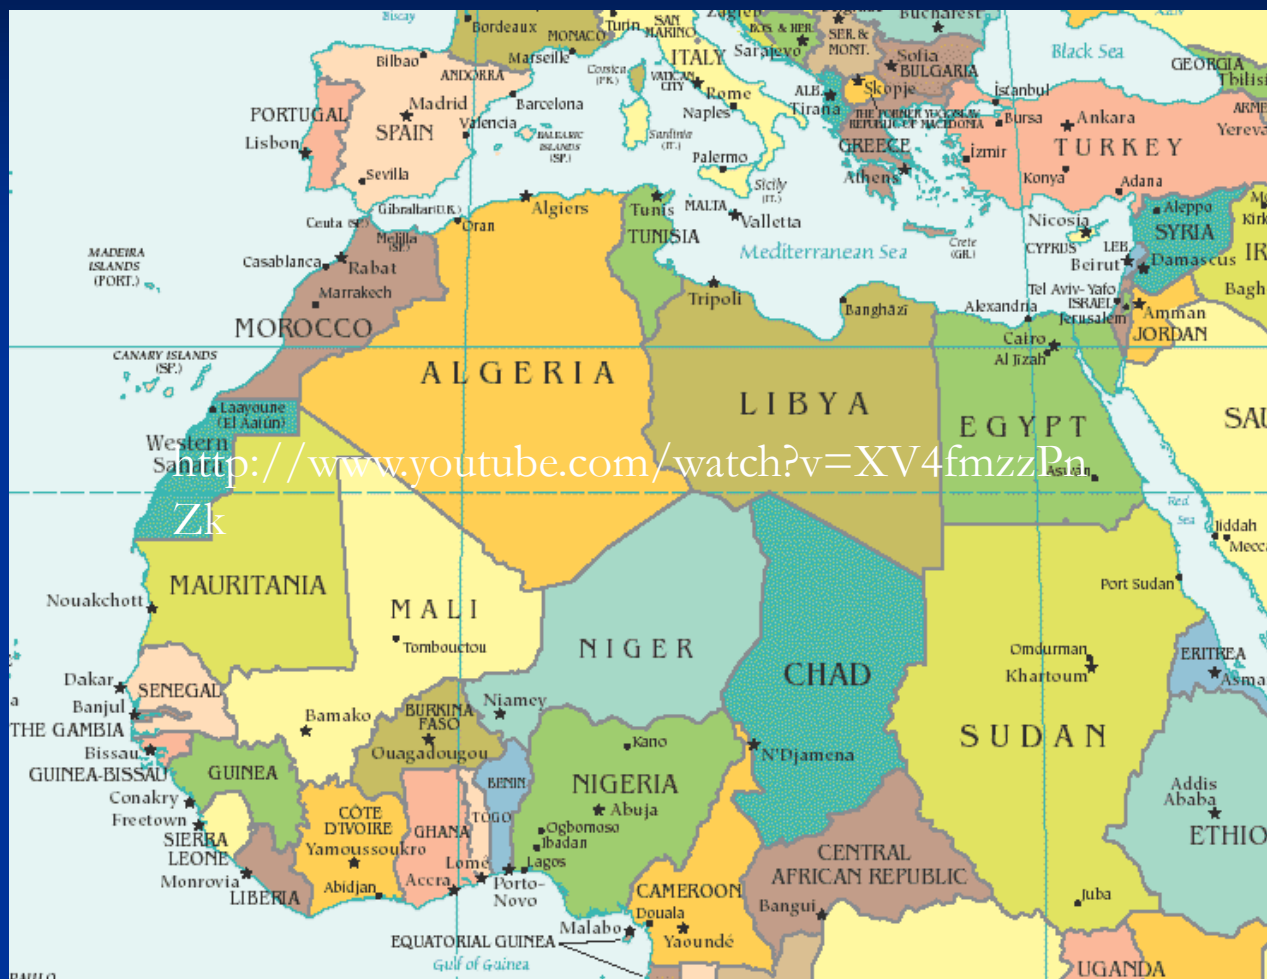 Biscay
Bordeaux
Turin
SAN
MARINO
Zagreb
BOS. & HER.
Bucharest
Black Sea
MONACO
Marseille
ITALY
Sarajevo
SER. &
MONT.
Sofia
BULGARIA
GEORGIA
Tbilisi
Bilbao
ANDORRA
Corsica
(FR.)
VATICAN
CITY
Rome
Naples
ALB.
Tirana
Skopje
THE FORMER YUGOSLAV
REPUBLIC OF MACEDONIA
İstanbul
Bursa
Ankara
ARME
Yereva
PORTUGAL
Lisbon
Madrid
SPAIN
Barcelona
Valencia
BALEARIC
ISLANDS
(SP.)
Sardinia
(IT.)
GREECE
Athens
İzmir
TURKEY
Konya
Adana
Sevilla
Palermo
Sicily
(IT.)
Gibraltar (U.K.)
Ceuta (SP.)
Melilla
(SP.)
Oran
Algiers
Tunis
TUNISIA
MALTA
Valletta
Mediterranean Sea
Crete
(GR.)
Nicosia
CYPRUS
LEB.
Beirut
Aleppo
SYRIA
Damascus
Mo
Kirk
IR
Bagh
MADEIRA
ISLANDS
(PORT.)
Casablanca
Rabat
Marrakech
MOROCCO
Tripoli
Banghāzī
Alexandria
Tel Aviv-Yafo
ISRAEL
Jerusalem
Amman
JORDAN
Cairo
Al Jīzah
CANARY ISLANDS
(SP.)
Laayoune
(El Aaiún)
Western
Sahara
ALGERIA
LIBYA
EGYPT
SAU
Aswān
http://www.youtube.com/watch?v=XV4fmzzPn
Zk
Red
Sea
Jiddah
Mecca
MAURITANIA
Nouakchott
MALI
Tombouctou
NIGER
CHAD
Port Sudan
Omdurman
Khartoum
SUDAN
ERITREA
Asma
Dakar
SENEGAL
Banjul
THE GAMBIA
Bissau
GUINEA-BISSAU
Bamako
BURKINA
FASO
Ouagadougou
Niamey
Kano
N'Djamena
GUINEA
Conakry
Freetown
SIERRA
LEONE
Monrovia
LIBERIA
CÔTE
D'IVOIRE
Yamoussoukro
Abidjan
GHANA
Accra
TOGO
Lomé
BENIN
Porto-
Novo
NIGERIA
Abuja
Ogbomoso
Ibadan
Lagos
Addis
Ababa
ETHIO
CENTRAL
AFRICAN REPUBLIC
Bangui
CAMEROON
Douala
Yaoundé
Malabo
EQUATORIAL GUINEA
Gulf of Guinea
Juba
UGANDA